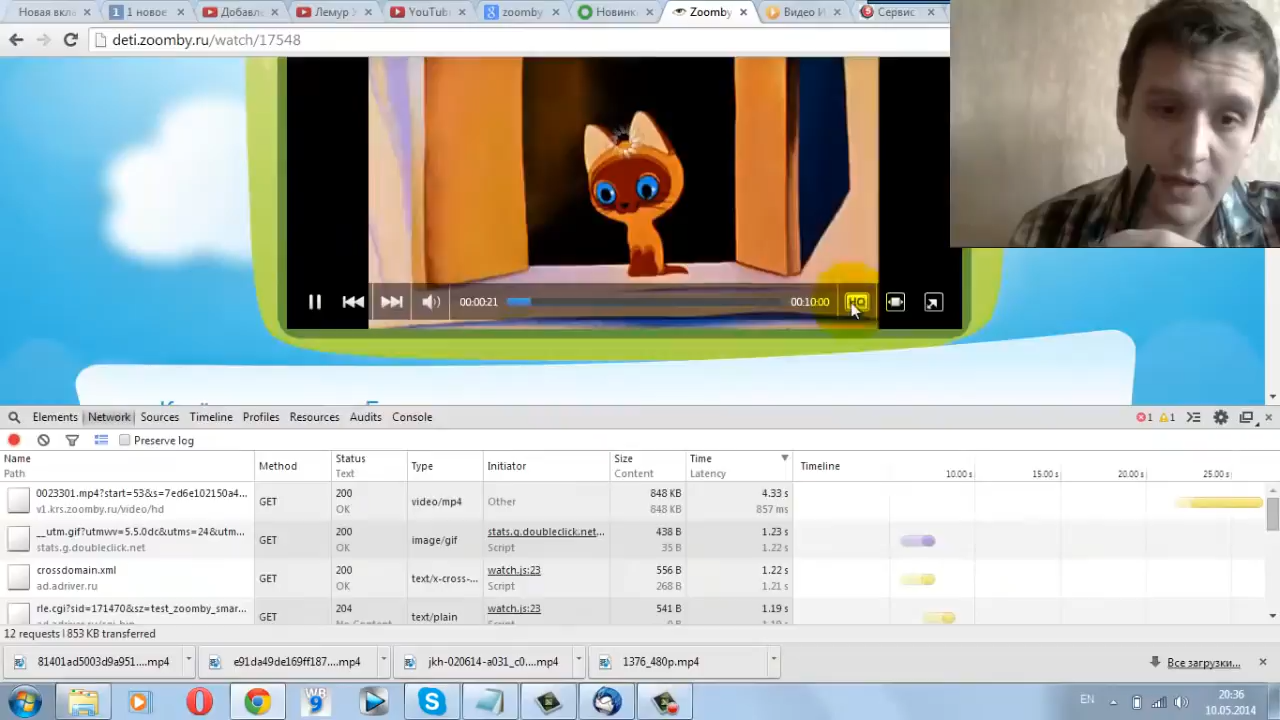 Новая вкл
1 новое
Добавле
Лемур
YouTub
zoomby
Новинк
Zoomby
Видео И
Сервис
deti.zoomby.ru/watch/17548
00:00:21
00:10:00
HQ
Elements Network Sources Timeline Profiles Resources Audits Console
1 1
Preserve log
Name
Path
Method
Status
Text
Type
Initiator
Size
Content
Time
Latency
Timeline
10.00 s 15.00 s 20.00 s 25.00 s
0023301.mp4?start=53&s=7ed6e102150a4...
v1.krs.zoomby.ru/video/hd
GET
200
OK
video/mp4
Other
848 KB
848 KB
4.33 s
857 ms
__utm.gif?utmwv=5.5.0dc&utms=24&utm...
stats.g.doubleclick.net
GET
200
OK
image/gif
stats.g.doubleclick.net...
Script
438 B
35 B
1.23 s
1.22 s
crossdomain.xml
ad.adriver.ru
GET
200
OK
text/x-cross-...
watch.js:23
Script
556 B
268 B
1.22 s
1.21 s
rle.cgi?sid=171470&sz=test_zoomby_smar...
GET
204
text/plain
watch.js:23
541 B
1.19 s
12 requests | 853 KB transferred
81401ad5003d9a951....mp4
e91da49de169ff187....mp4
jkh-020614-a031_c0....mp4
1376_480p.mp4
Все загрузки...
WB
9
EN
20:36
10.05.2014